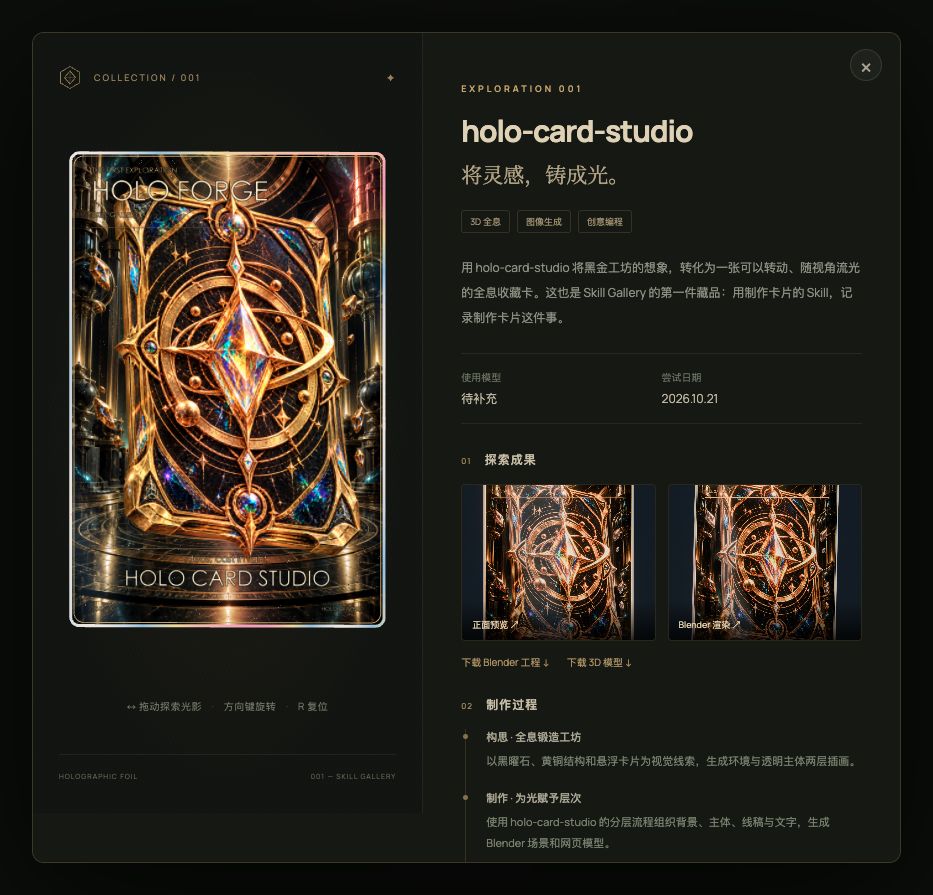 COLLECTION / 001
✦
HOLO FORGE
HOLO CARD STUDIO
↔ 拖动探索光影 · 方向键旋转 · R 复位
HOLOGRAPHIC FOIL
001 — SKILL GALLERY
×
EXPLORATION 001
holo-card-studio
将灵感，铸成光。
3D 全息
图像生成
创意编程
用 holo-card-studio 将黑金工坊的想象，转化为一张可以转动、随视角流光
的全息收藏卡。这也是 Skill Gallery 的第一件藏品：用制作卡片的 Skill，记
录制作卡片这件事。
使用模型
尝试日期
待补充
2026.10.21
01 探索成果
正面预览 ↗
Blender 渲染 ↗
下载 Blender 工程 ↓
下载 3D 模型 ↓
02 制作过程
构思 · 全息锻造工坊
以黑曜石、黄铜结构和悬浮卡片为视觉线索，生成环境与透明主体两层插画。
制作 · 为光赋予层次
使用 holo-card-studio 的分层流程组织背景、主体、线稿与文字，生成
Blender 场景和网页模型。